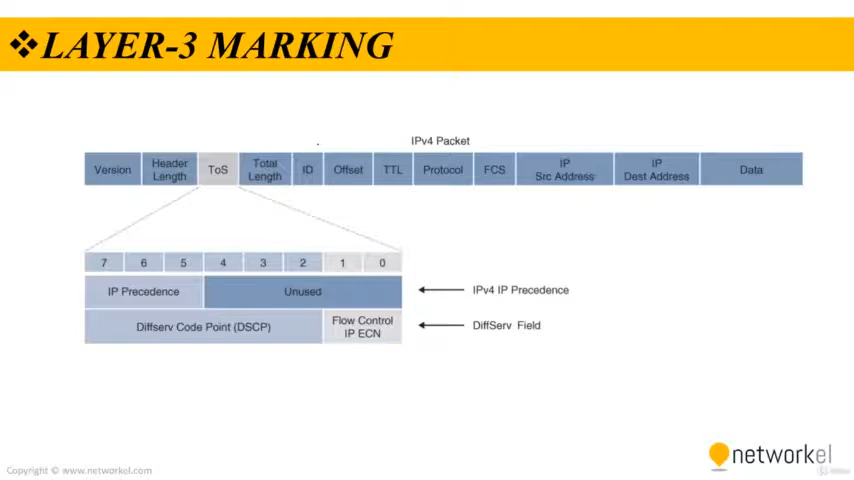 ❖LAYER-3 MARKING
IPv4 Packet
Version Header Length ToS Total Length ID Offset TTL Protocol FCS IP Src Address IP Dest Address Data
7 6 5 4 3 2 1 0
IP Precedence Unused IPv4 IP Precedence
Diffserv Code Point (DSCP) Flow Control IP ECN DiffServ Field
networkel
Copyright © www.networkel.com